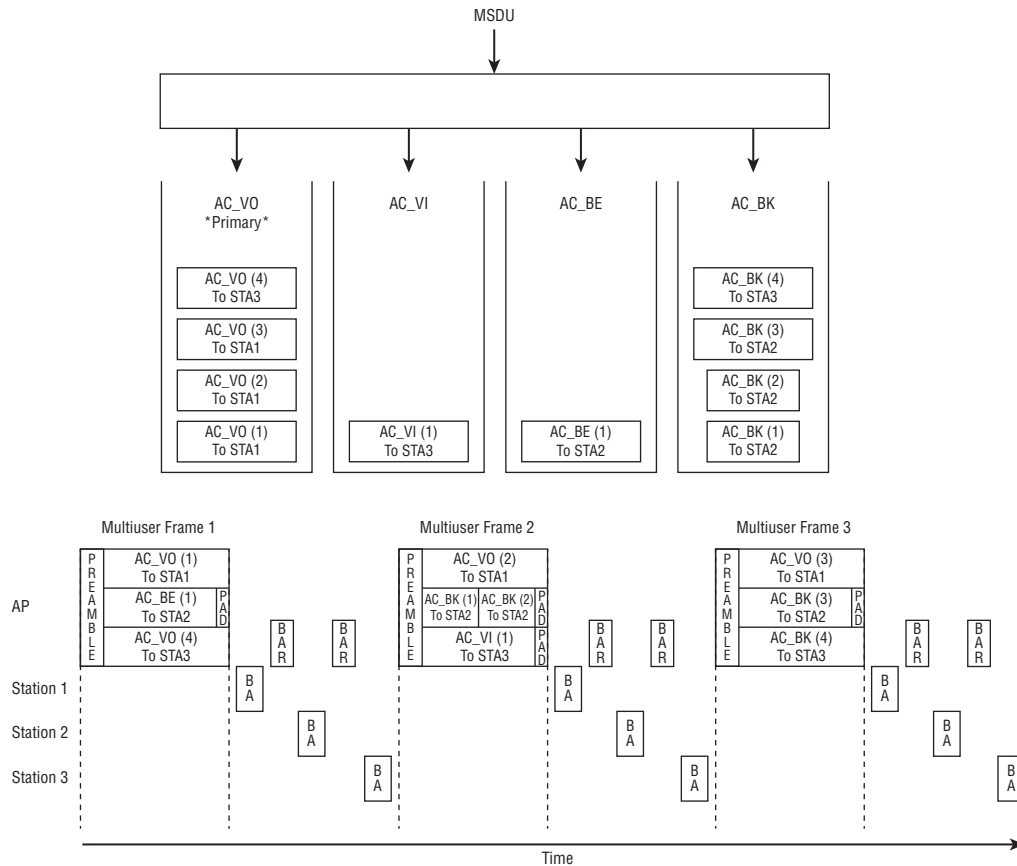 MSDU
AC_VO
*Primary*
AC_VI
AC_BE
AC_BK
AC_VO (4)
To STA3
AC_VO (3)
To STA1
AC_VO (2)
To STA1
AC_VO (1)
To STA1
AC_VI (1)
To STA3
AC_BE (1)
To STA2
AC_BK (4)
To STA3
AC_BK (3)
To STA2
AC_BK (2)
To STA2
AC_BK (1)
To STA2
Multiuser Frame 1
Multiuser Frame 2
Multiuser Frame 3
AP
PREAMBLE
AC_VO (1)
To STA1
AC_BE (1)
To STA2
PAD
AC_VO (4)
To STA3
BAR
BAR
PREAMBLE
AC_VO (2)
To STA1
AC_BK (1)
To STA2
AC_BK (2)
To STA2
PAD
AC_VI (1)
To STA3
PAD
BAR
BAR
PREAMBLE
AC_VO (3)
To STA1
AC_BK (3)
To STA2
PAD
AC_BK (4)
To STA3
BAR
BAR
Station 1
BA
BA
BA
Station 2
BA
BA
BA
Station 3
BA
BA
BA
Time